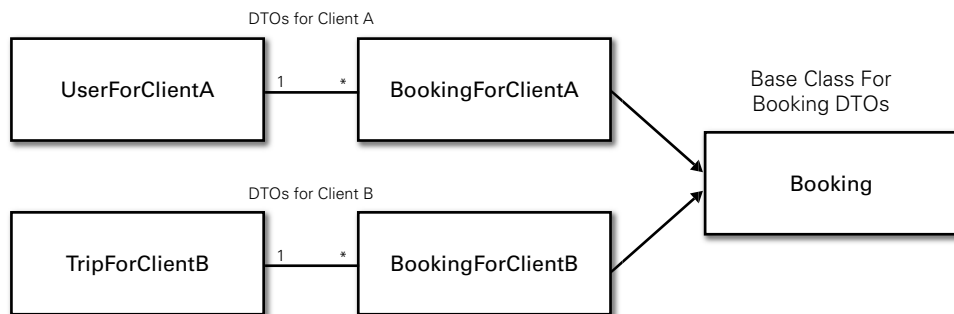 DTOs for Client A
UserForClientA
1
*
BookingForClientA
Base Class For
Booking DTOs
Booking
DTOs for Client B
TripForClientB
1
*
BookingForClientB